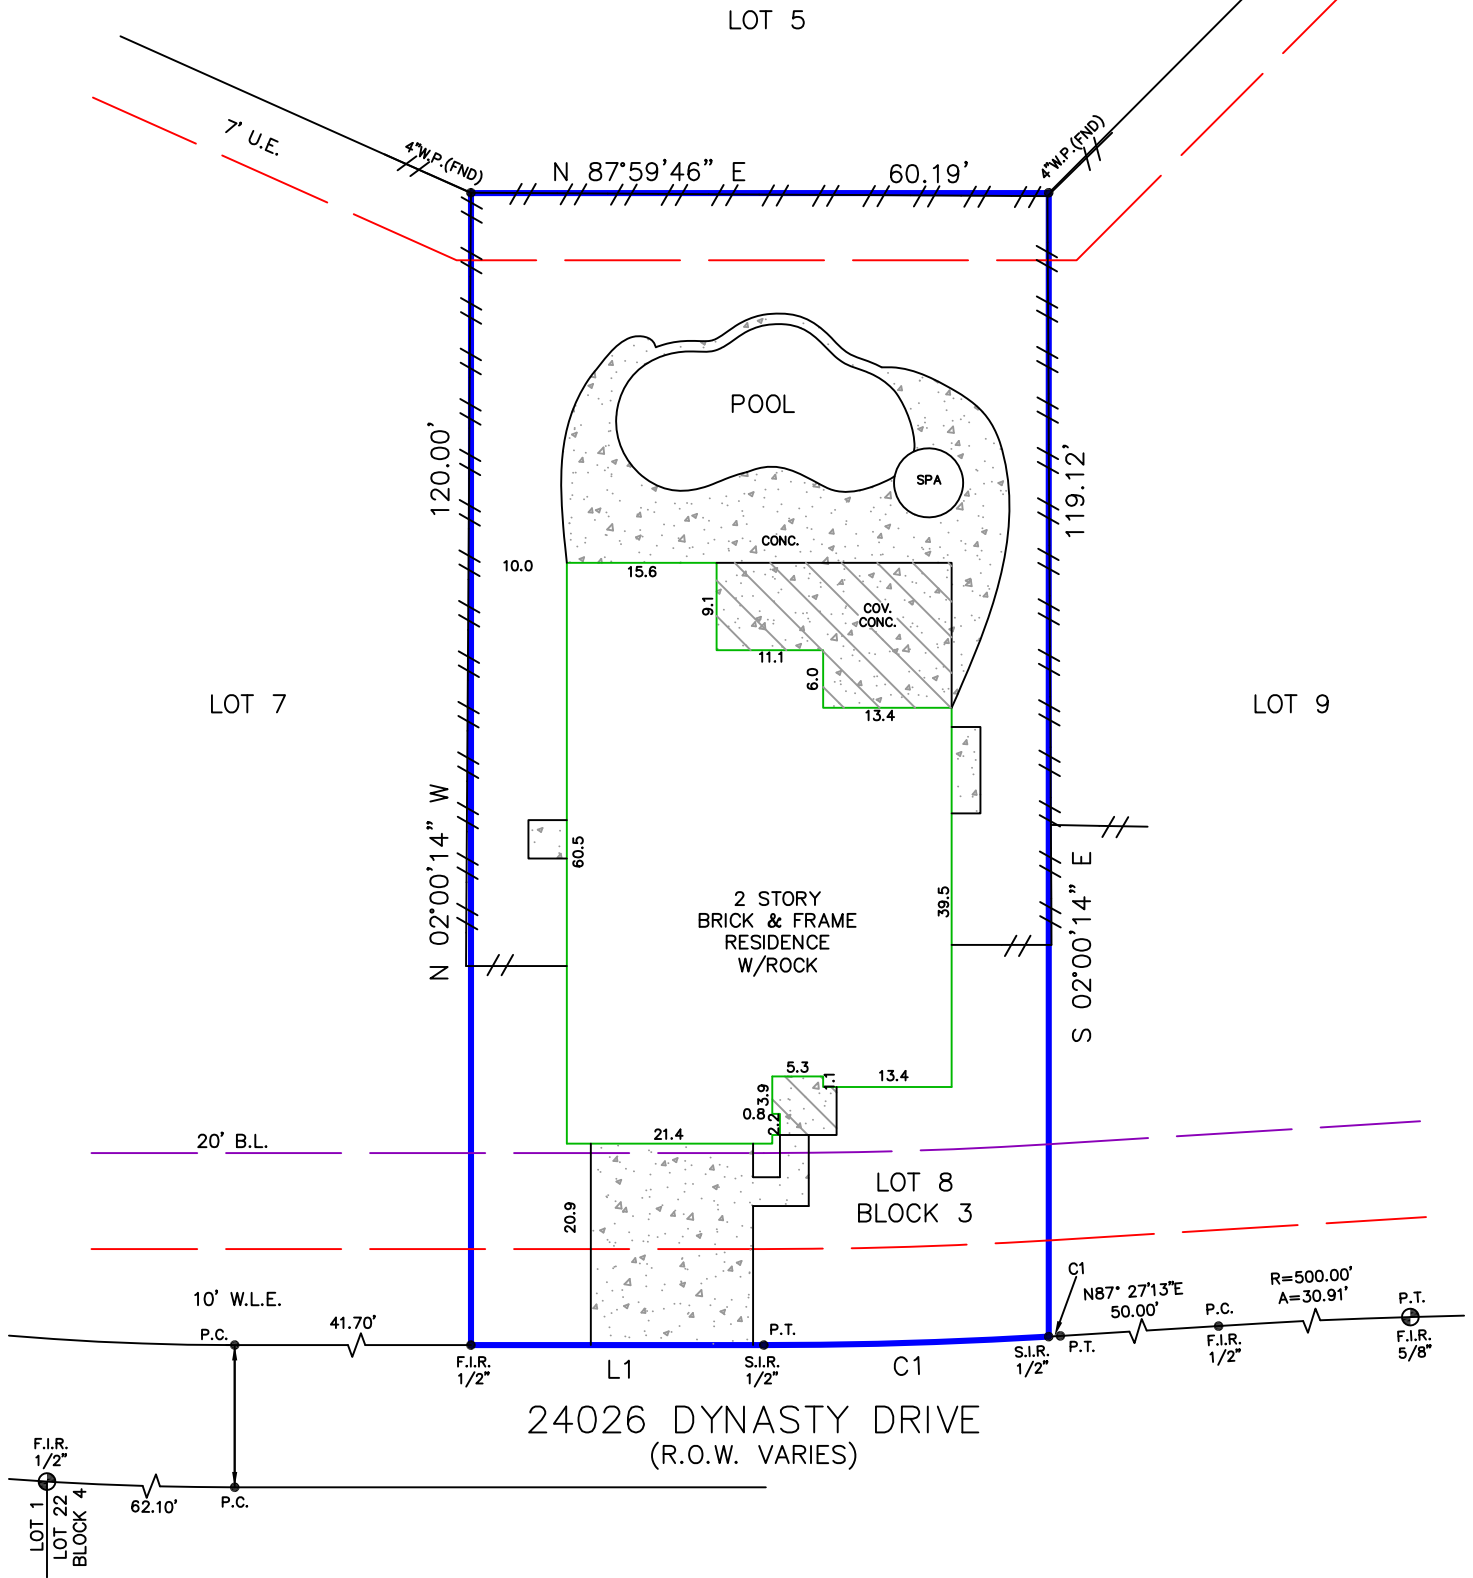 LOT 5
7' U.E.
4"W.P.(FND)
N 87°59'46" E
60.19'
4"W.P.(FND)
POOL
SPA
120.00'
119.12'
CONC.
10.0
15.6
9.1
COV.
CONC.
11.1
6.0
13.4
LOT 7
LOT 9
N 02°00'14" W
60.5
39.5
S 02°00'14" E
2 STORY
BRICK & FRAME
RESIDENCE
W/ROCK
5.3
1.1
13.4
3.9
0.8
2.2
21.4
20' B.L.
LOT 8
BLOCK 3
20.9
10' W.L.E.
41.70'
P.C.
F.I.R.
1/2"
L1
P.T.
S.I.R.
1/2"
C1
S.I.R.
1/2"
C1
P.T.
N87° 27'13"E
50.00'
P.C.
F.I.R.
1/2"
R=500.00'
A=30.91'
P.T.
F.I.R.
5/8"
24026 DYNASTY DRIVE
(R.O.W. VARIES)
F.I.R.
1/2"
62.10'
P.C.
LOT 1
LOT 22
BLOCK 4